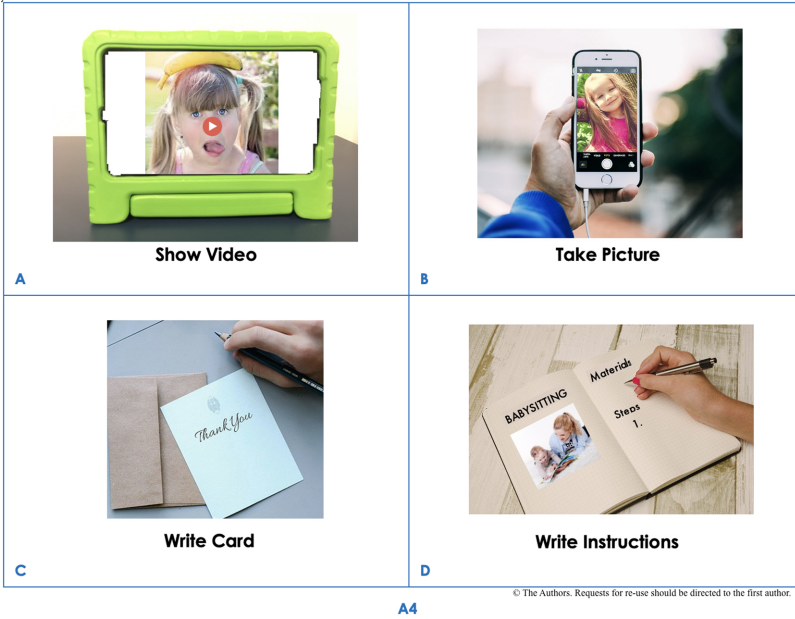 Show Video
A
Take Picture
B
Thank You
Write Card
C
BABYSITTING
Materials
Steps
1.
Write Instructions
D
© The Authors. Requests for re-use should be directed to the first author.
A4